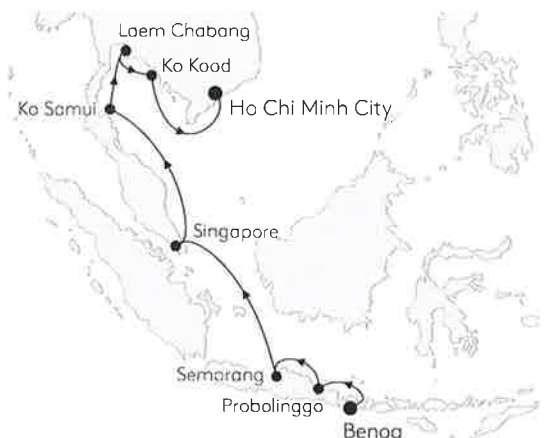 Laem Chabang
Ko Kood
Ho Chi Minh City
Ko Samui
Singapore
Semarang
Probolinggo
Benoa